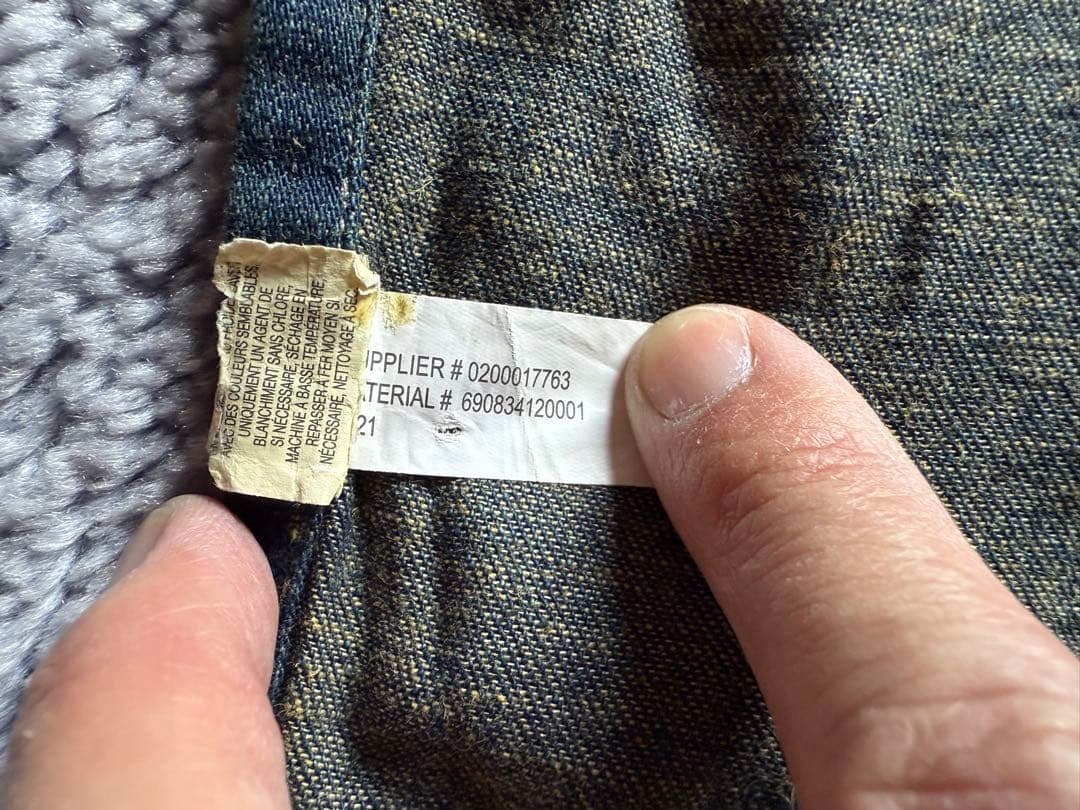 AVEC DES COULEURS SEMBLABLES.
UNIQUEMENT UN AGENT DE
BLANCHIMENT SANS CHLORE,
SI NÉCESSAIRE, SÉCHAGE EN
MACHINE A BASSE TEMPÉRATURE
REPASSER A FER MOYEN SI
NÉCESSAIRE, NETTOYAGE A SEC
UPPLIER # 0200017763
ATERIAL # 690834120001
21